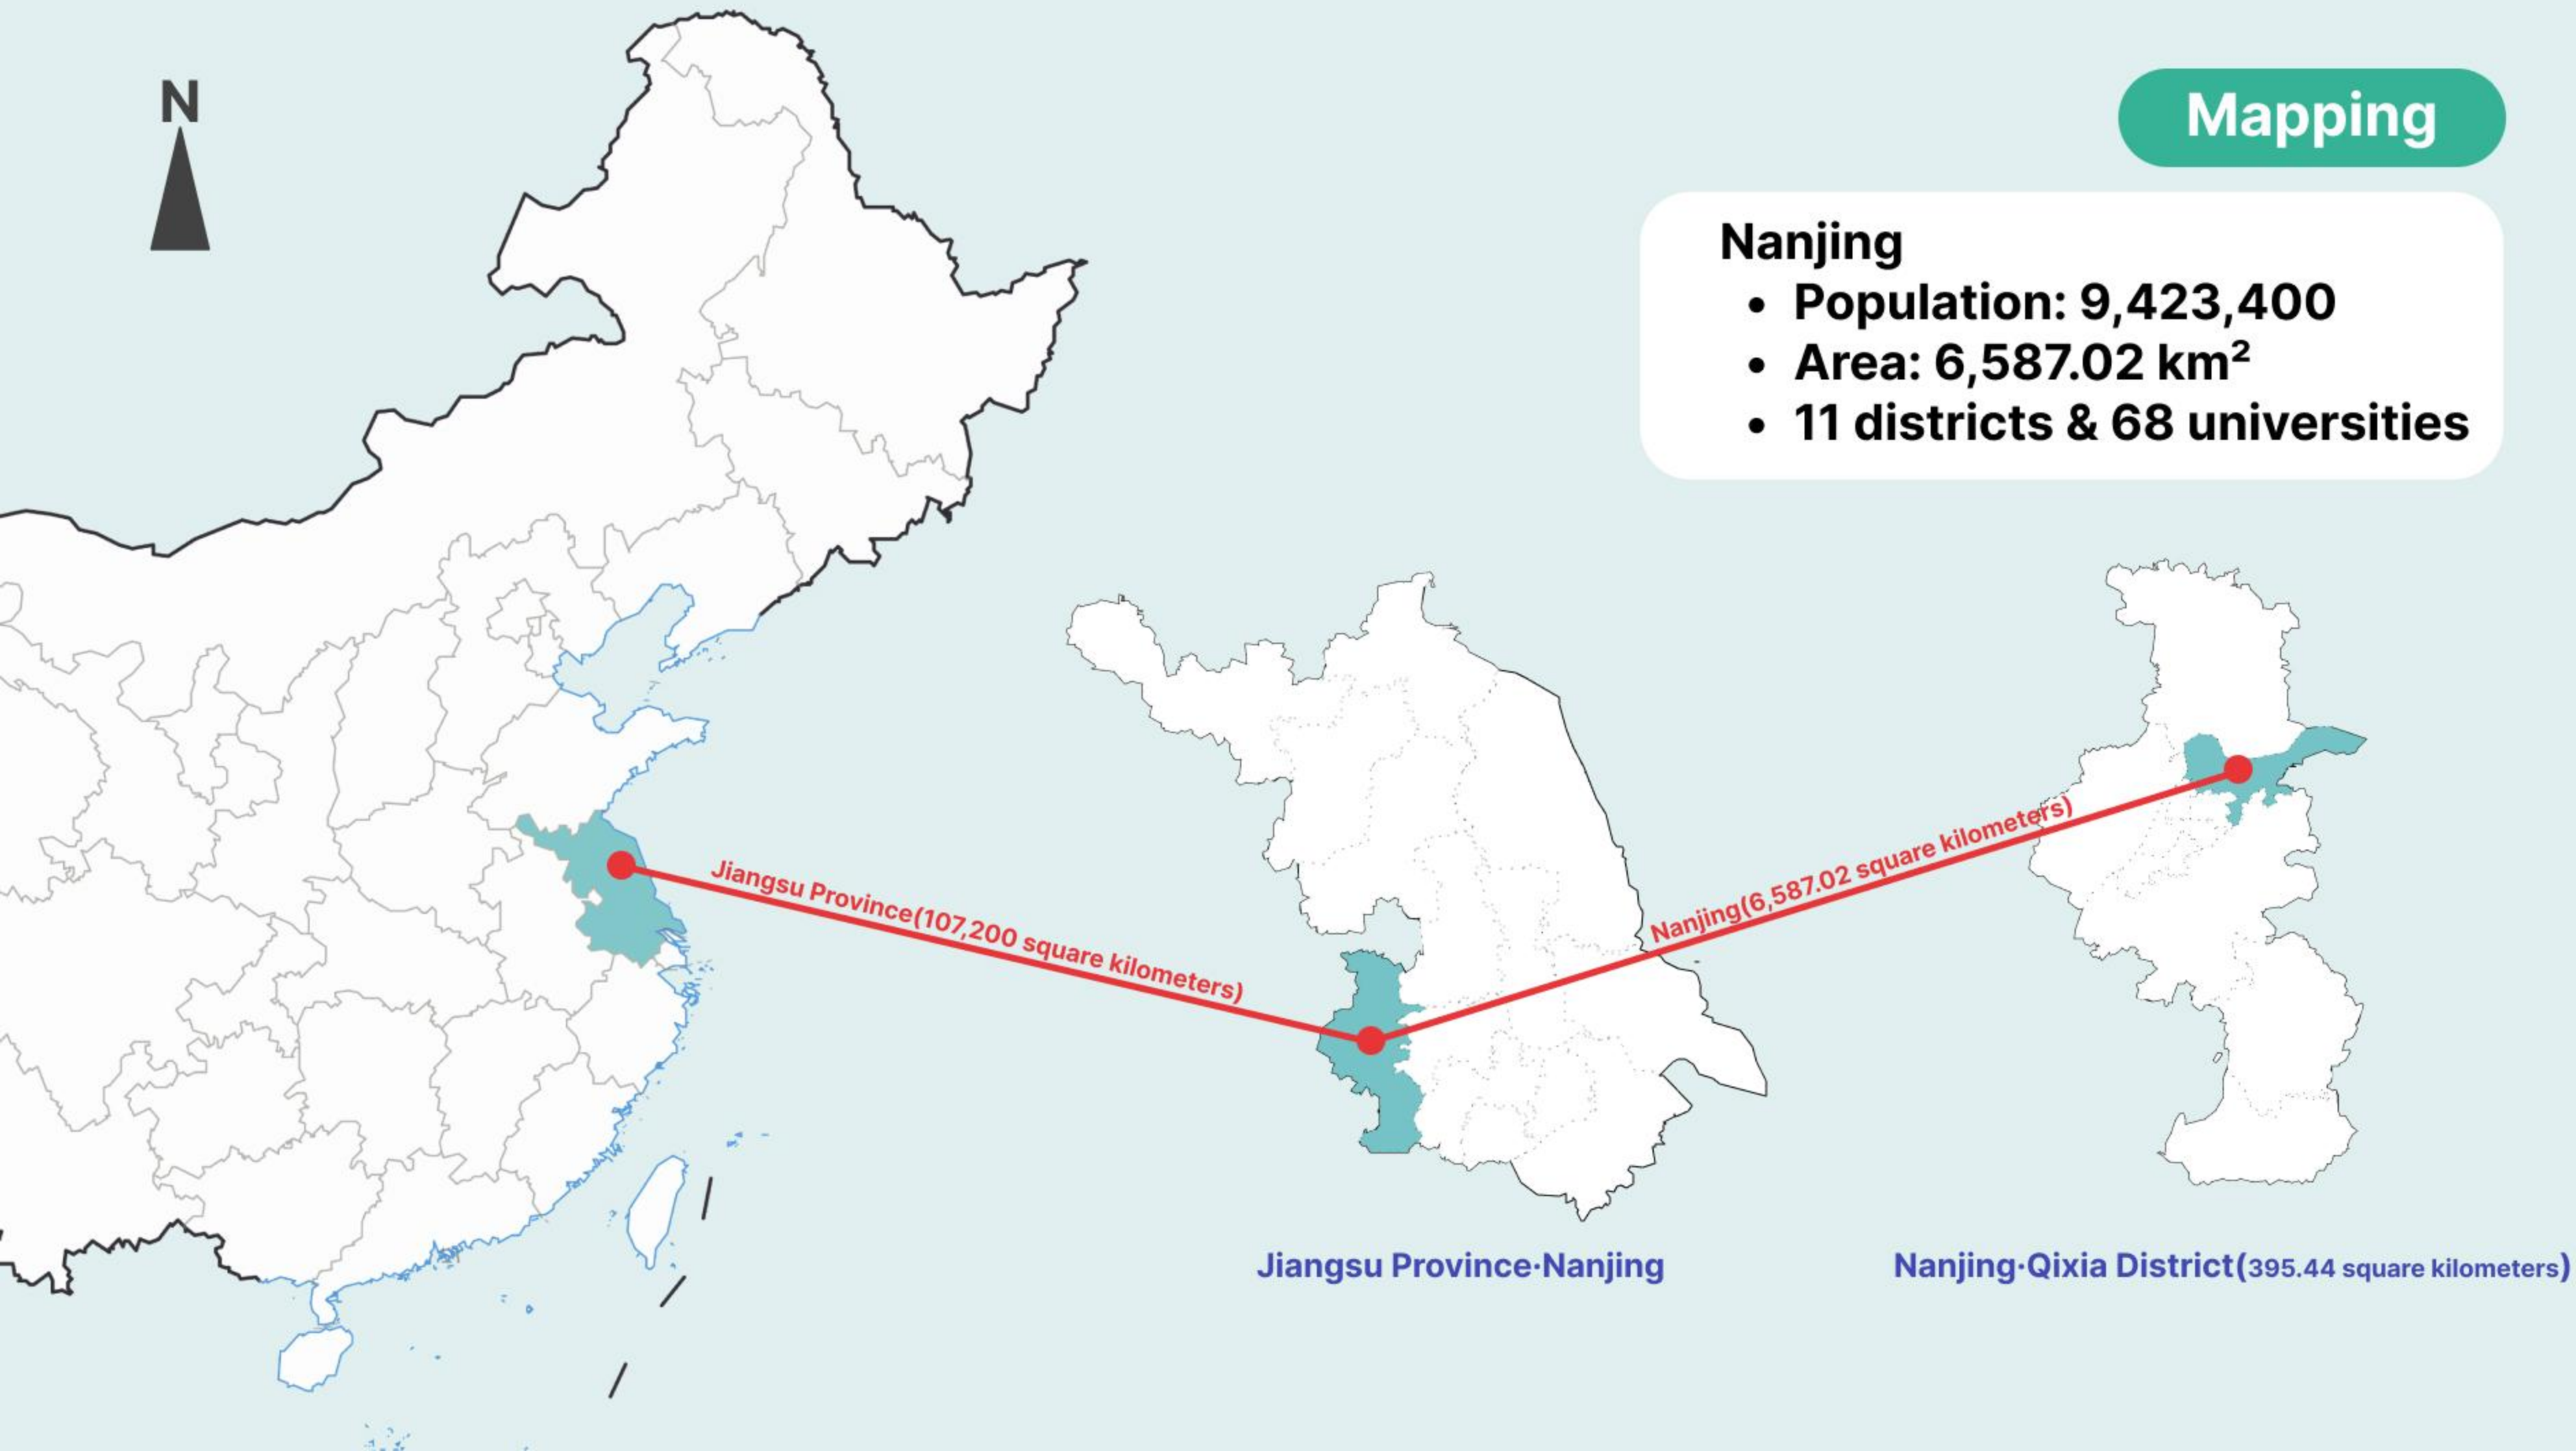 N
Mapping
Nanjing
• Population: 9,423,400
• Area: 6,587.02 km²
• 11 districts & 68 universities
Jiangsu Province(107,200 square kilometers)
Nanjing(6,587.02 square kilometers)
Jiangsu Province·Nanjing
Nanjing·Qixia District(395.44 square kilometers)